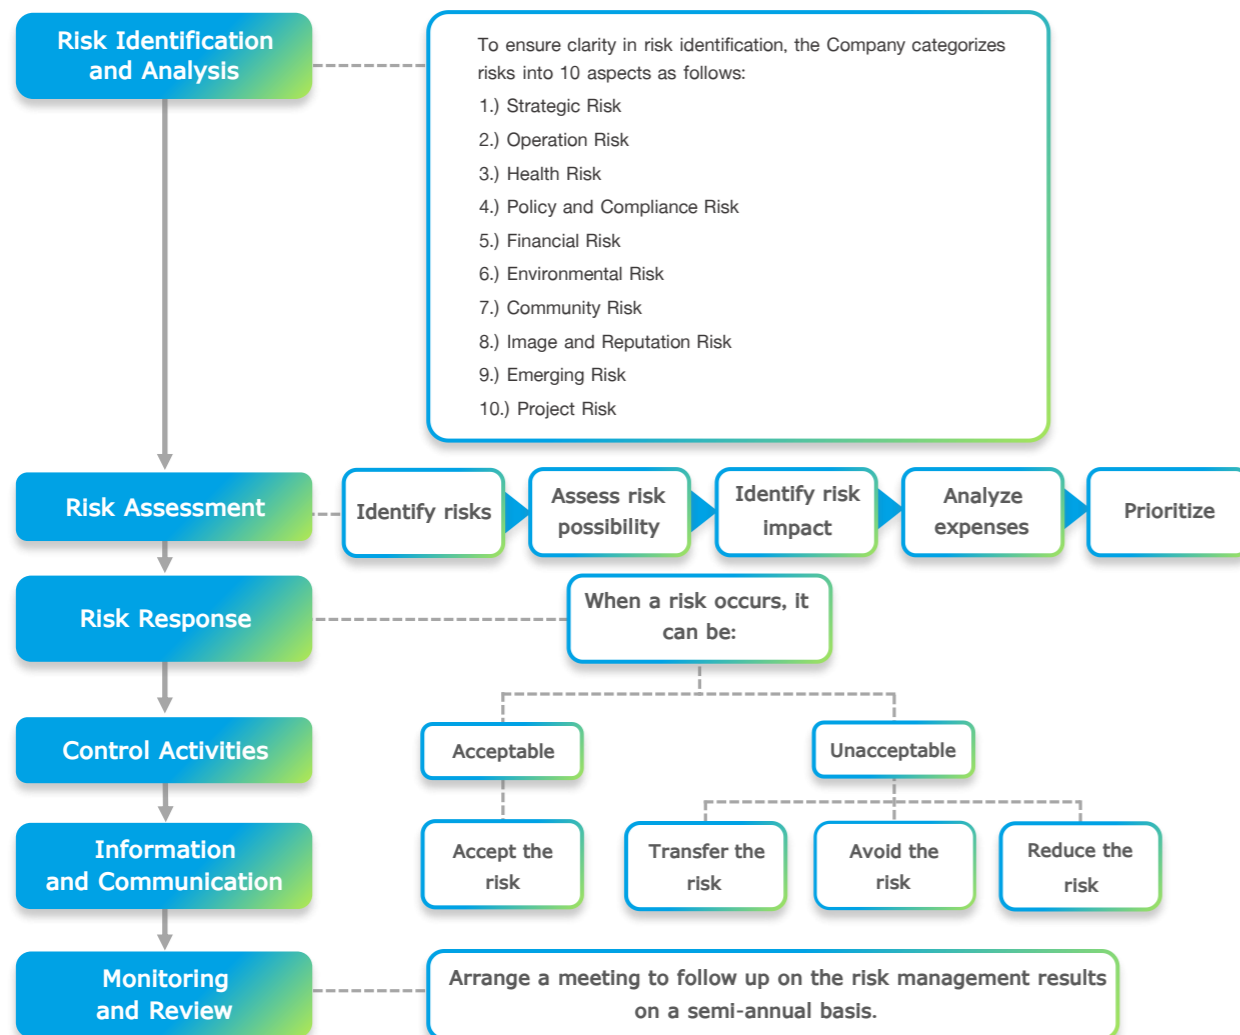 Risk Identification
and Analysis
To ensure clarity in risk identification, the Company categorizes
risks into 10 aspects as follows:
1.) Strategic Risk
2.) Operation Risk
3.) Health Risk
4.) Policy and Compliance Risk
5.) Financial Risk
6.) Environmental Risk
7.) Community Risk
8.) Image and Reputation Risk
9.) Emerging Risk
10.) Project Risk
Risk Assessment
Identify risks
Assess risk
possibility
Identify risk
impact
Analyze
expenses
Prioritize
Risk Response
When a risk occurs, it
can be:
Control Activities
Acceptable
Unacceptable
Information
and Communication
Accept the
risk
Transfer the
risk
Avoid the
risk
Reduce the
risk
Monitoring
and Review
Arrange a meeting to follow up on the risk management results
on a semi-annual basis.